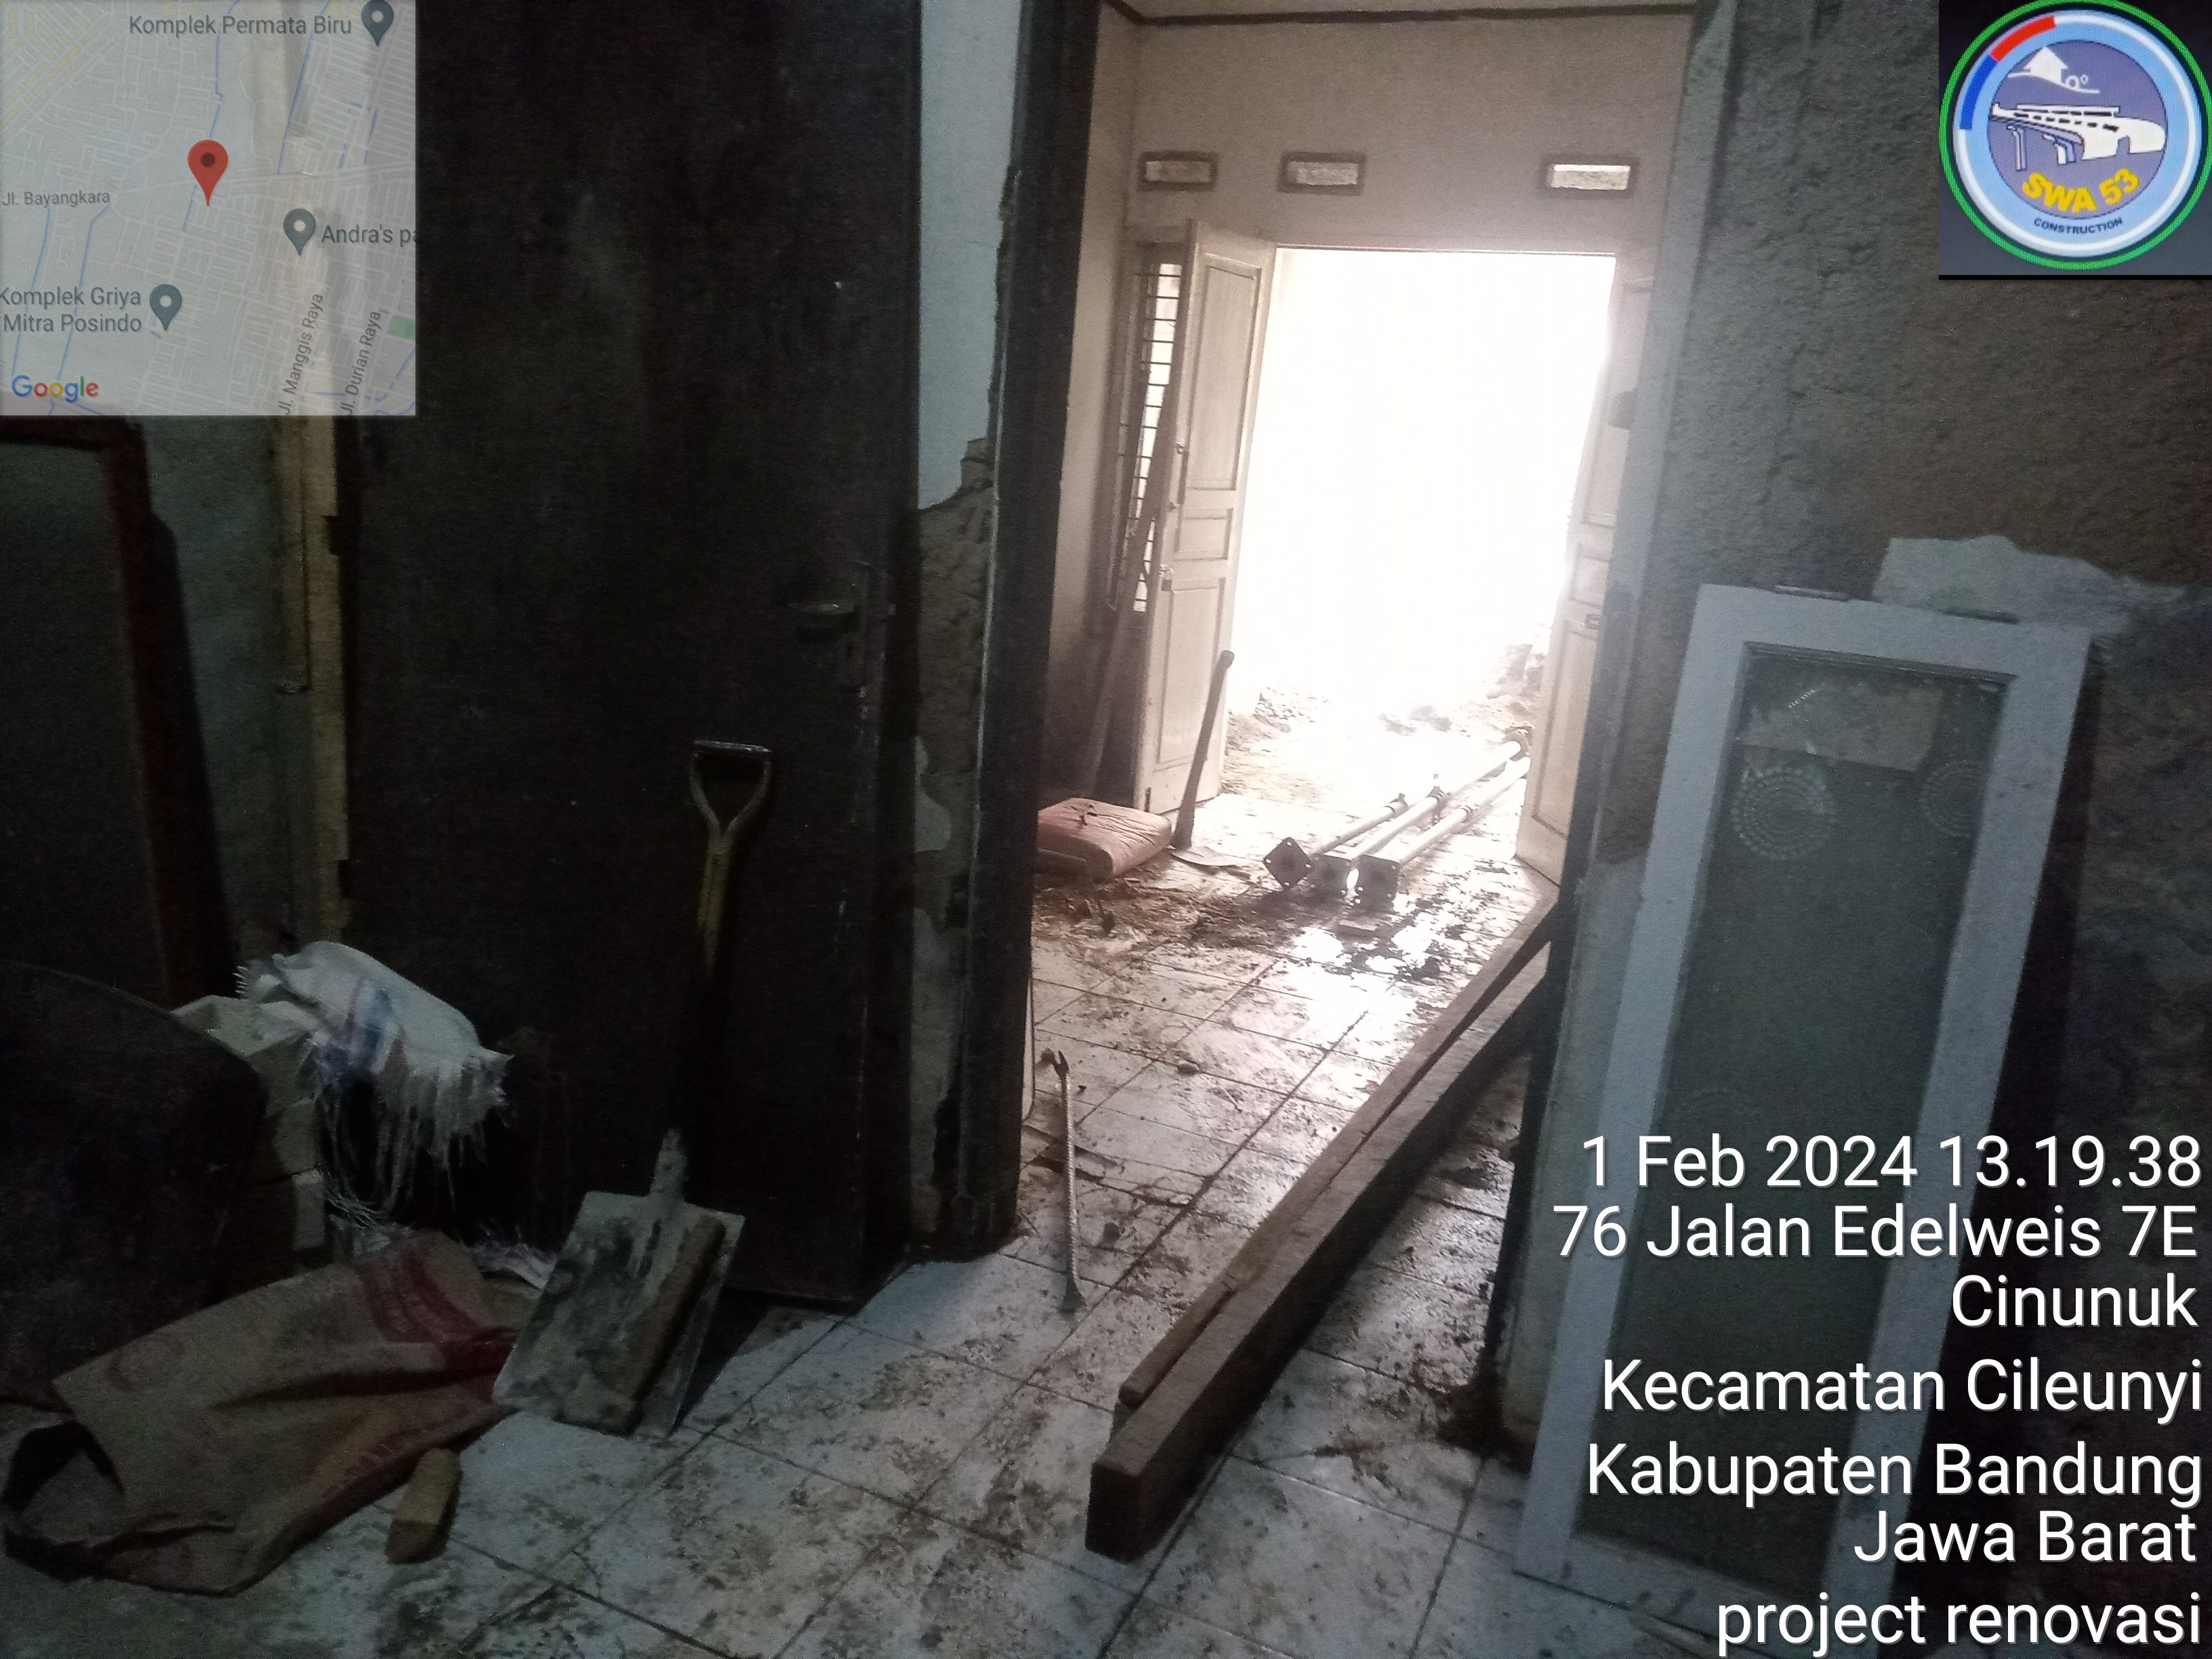 Komplek Permata Biru
Jl. Bayangkara
Andra's pa
Komplek Griya
Mitra Posindo
Jl. Manggis Raya
Jl. Durian Raya
Google
SWA 53
CONSTRUCTION
1 Feb 2024 13.19.38
76 Jalan Edelweis 7E
Cinunuk
Kecamatan Cileunyi
Kabupaten Bandung
Jawa Barat
project renovasi